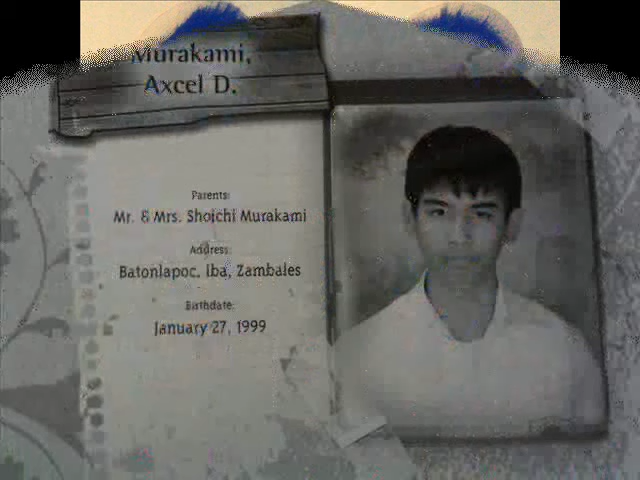 Murakami,
Axcel D.
Parents:
Mr. & Mrs. Shoichi Murakami
Address:
Batonlapoc, Iba, Zambales
Birthdate:
January 27, 1999